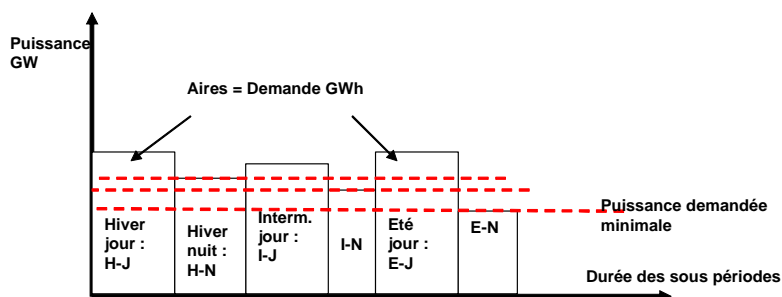 Puissance
GW
Aires = Demande GWh
Hiver
jour :
H-J
Hiver
nuit :
H-N
Interm.
jour :
I-J
I-N
Eté
jour :
E-J
E-N
Puissance demandée
minimale
Durée des sous périodes